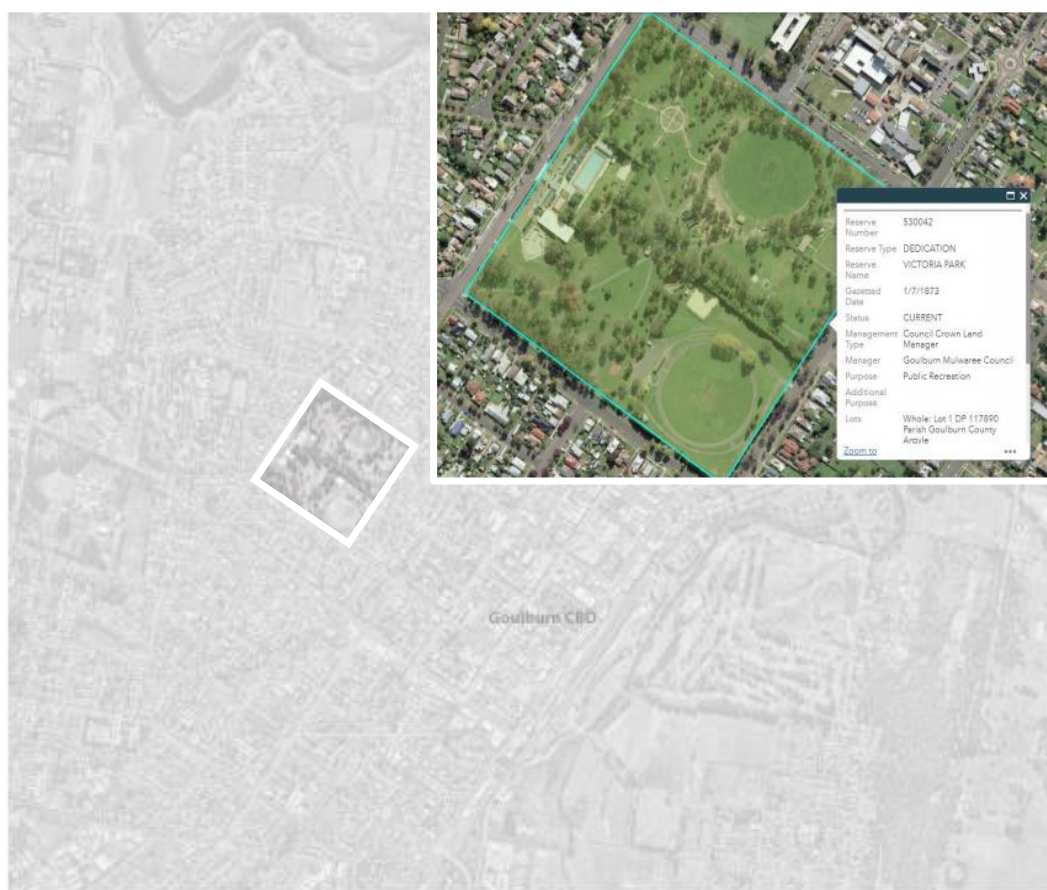 Reserve Number 530042
Reserve Type DEDICATION
Reserve Name VICTORIA PARK
Gazetted Date 1/7/1873
Status CURRENT
Management Type Council Crown Land Manager
Manager Goulburn Mulwaree Council
Purpose Public Recreation
Additional Purpose
Lots Whole: Lot 1 DP 117890
Parish Goulburn County
Argyle
Zoom to
Goulburn CBD